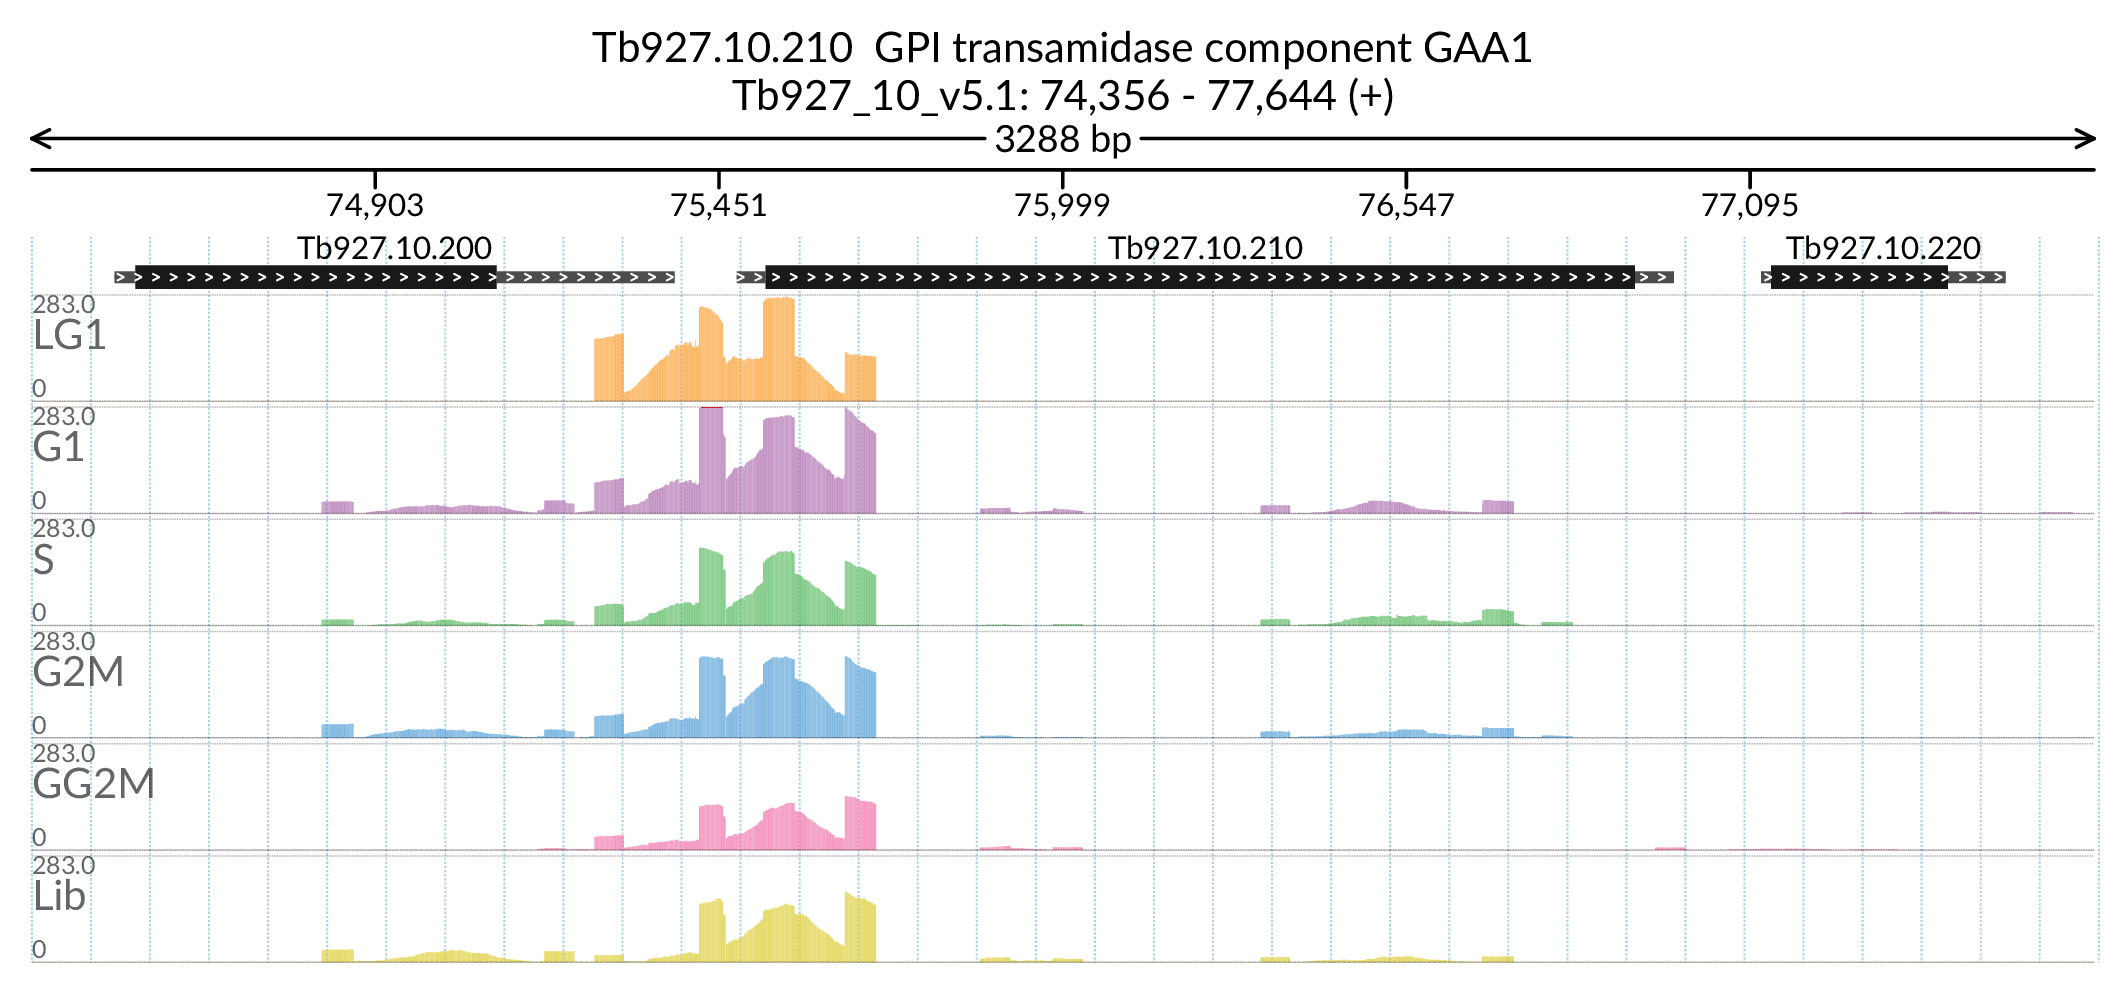 Tb927.10.210  GPI transamidase component GAA1
Tb927_10_v5.1: 74,356 - 77,644 (+)
3288 bp
74,903 75,451 75,999 76,547 77,095
Tb927.10.200 Tb927.10.210 Tb927.10.220
283.0
LG1
0
283.0
G1
0
283.0
S
0
283.0
G2M
0
283.0
GG2M
0
283.0
Lib
0